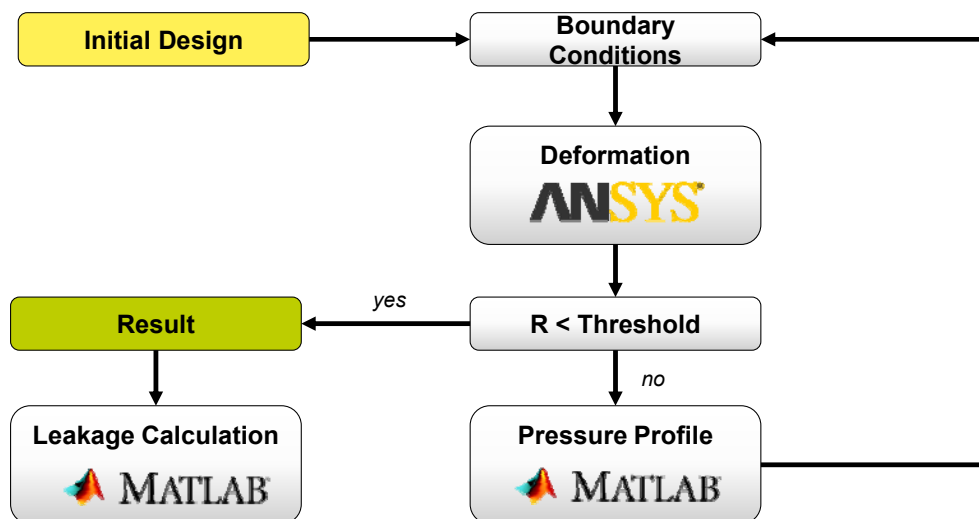 Initial Design
Boundary
Conditions
Deformation
ANSYS®
yes
Result
R < Threshold
no
Leakage Calculation
MATLAB
Pressure Profile
MATLAB